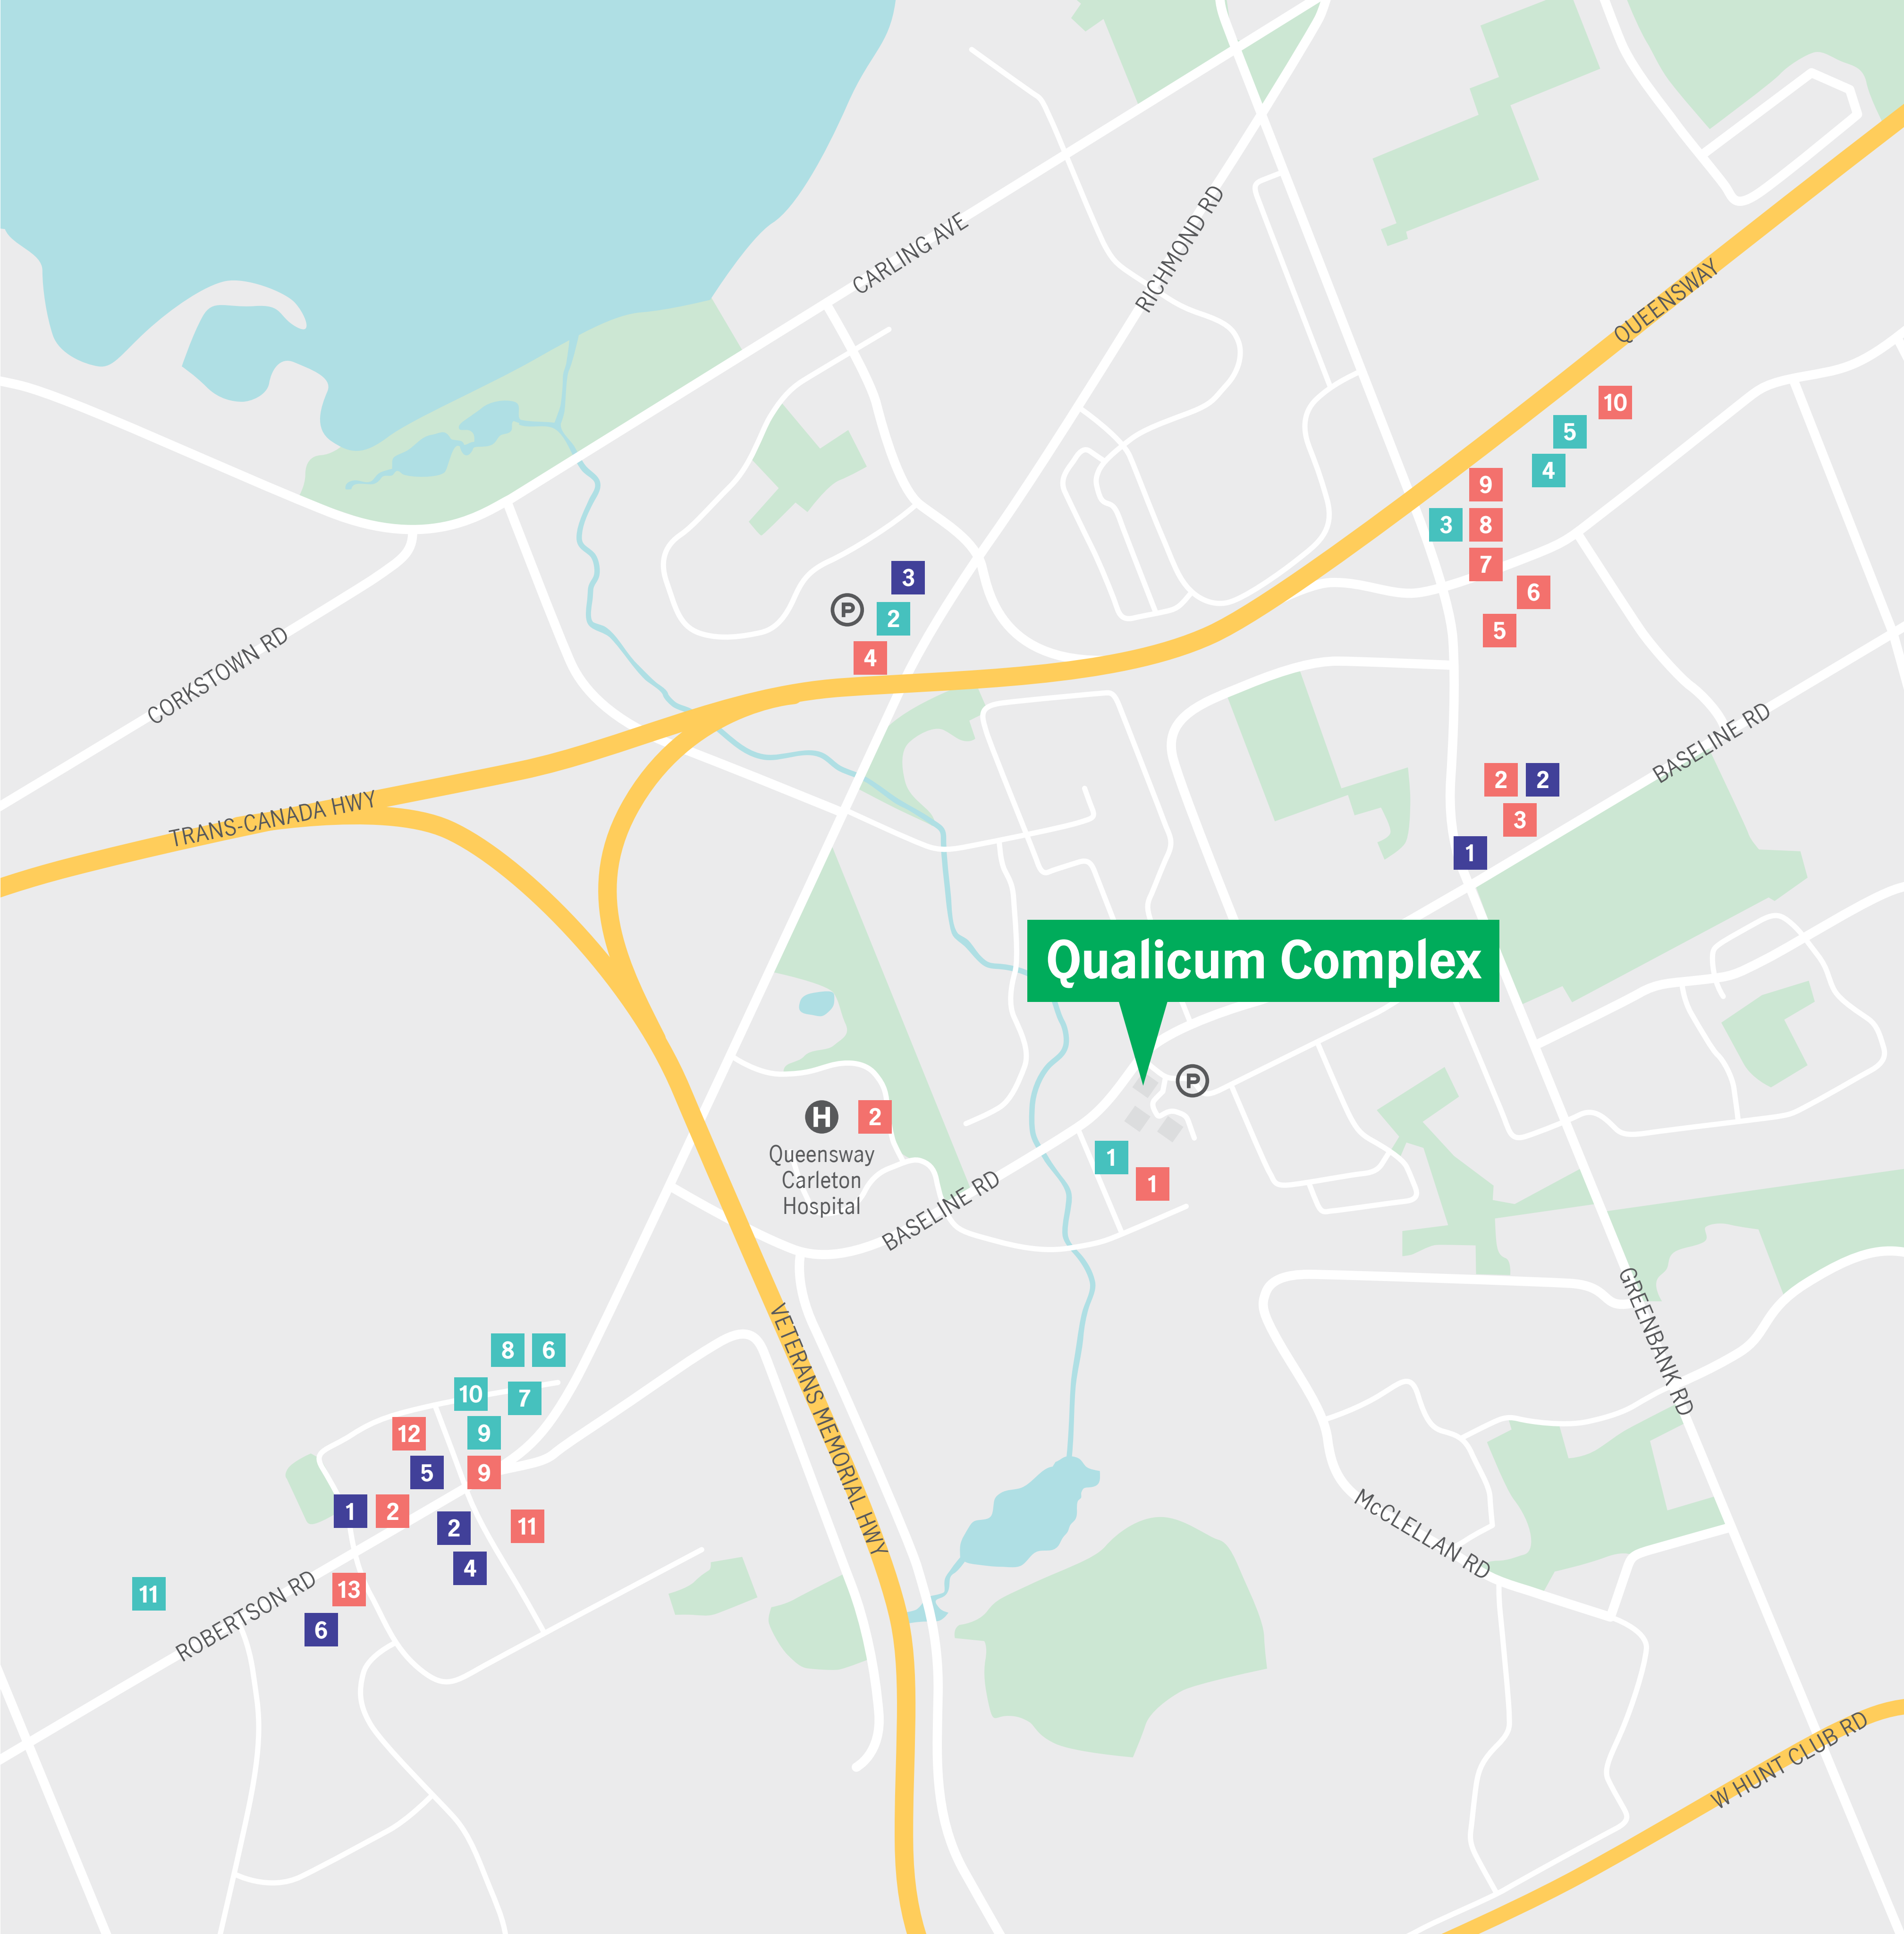 CARLING AVE
RICHMOND RD
QUEENSWAY
10
5
4
9
3 8
7
6
5
3
P
2
4
CORKSTOWN RD
TRANS-CANADA HWY
BASELINE RD
2 2
3
1
Qualicum Complex
P
H 2
Queensway
Carleton
Hospital
1
1
BASELINE RD
GREENBANK RD
VETERANS MEMORIAL HWY
8 6
10 7
12 9
5 9
1 2 2 11
4
11 13
6
ROBERTSON RD
McCLELLAN RD
W HUNT CLUB RD